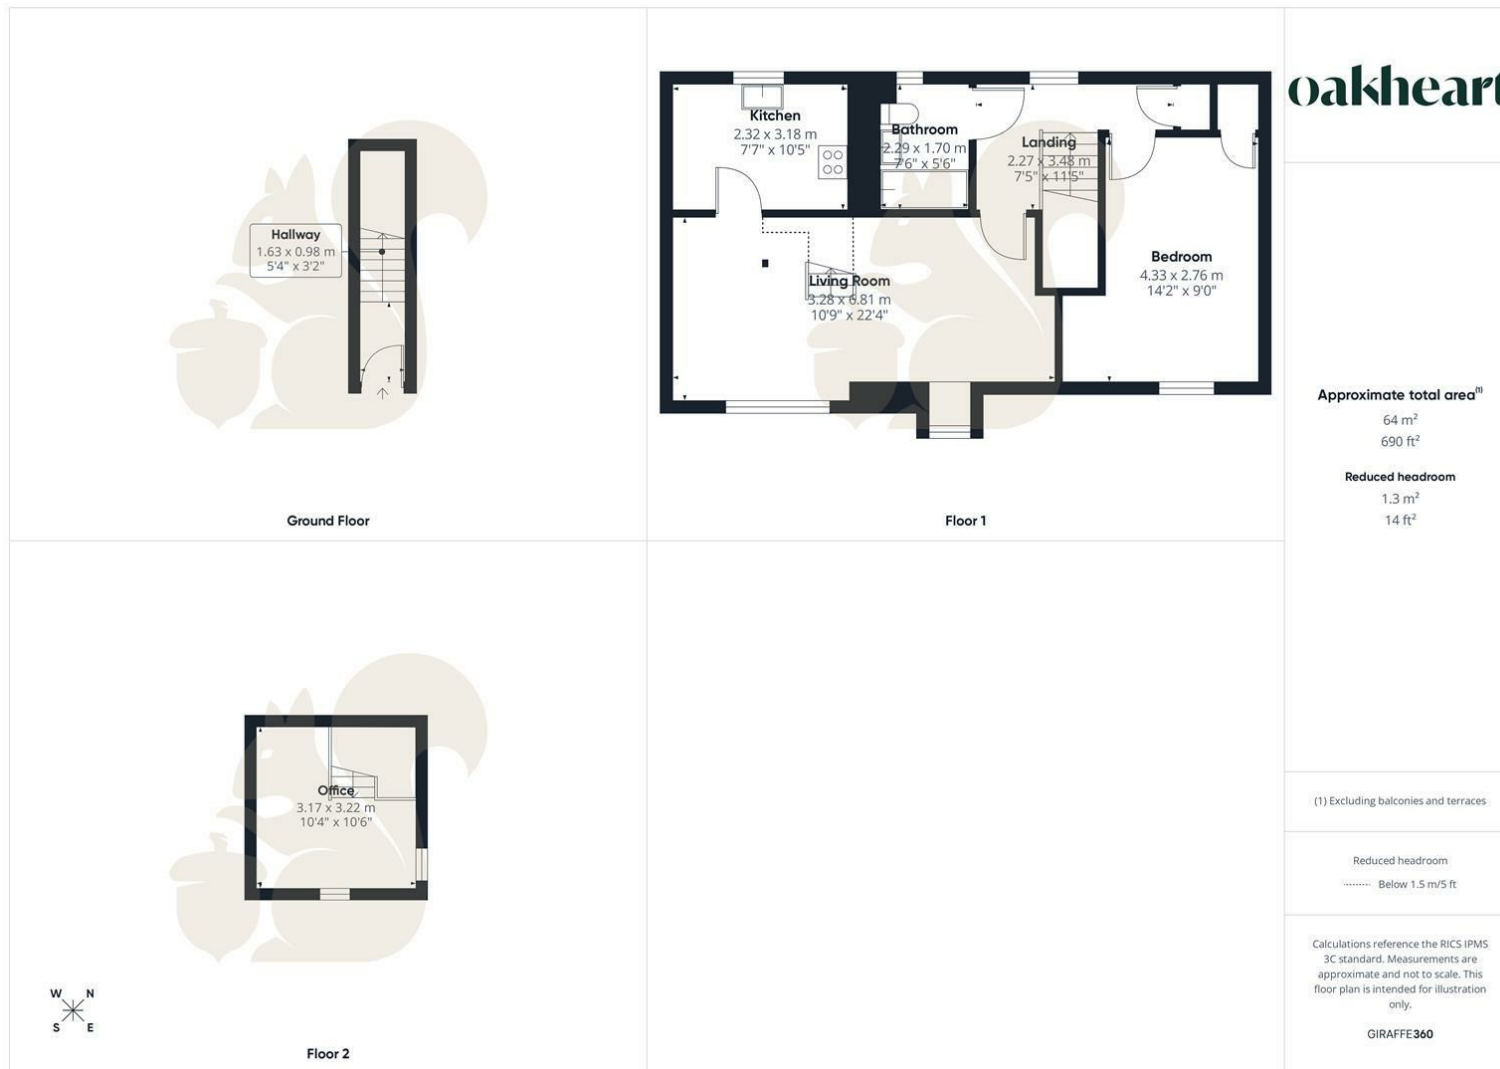 Hallway
1.63 x 0.98 m
5'4" x 3'2"
Ground Floor
Kitchen
2.32 x 3.18 m
7'7" x 10'5"
Bathroom
2.29 x 1.70 m
7'6" x 5'6"
Landing
2.27 x 3.48 m
7'5" x 11'5"
Bedroom
4.33 x 2.76 m
14'2" x 9'0"
Living Room
3.28 x 6.81 m
10'9" x 22'4"
Floor 1
Office
3.17 x 3.22 m
10'4" x 10'6"
W N
S E
Floor 2
oakheart
Approximate total area(1)
64 m²
690 ft²
Reduced headroom
1.3 m²
14 ft²
(1) Excluding balconies and terraces
Reduced headroom
Below 1.5 m/5 ft
Calculations reference the RICS IPMS
3C standard. Measurements are
approximate and not to scale. This
floor plan is intended for illustration
only.
GIRAFFE360